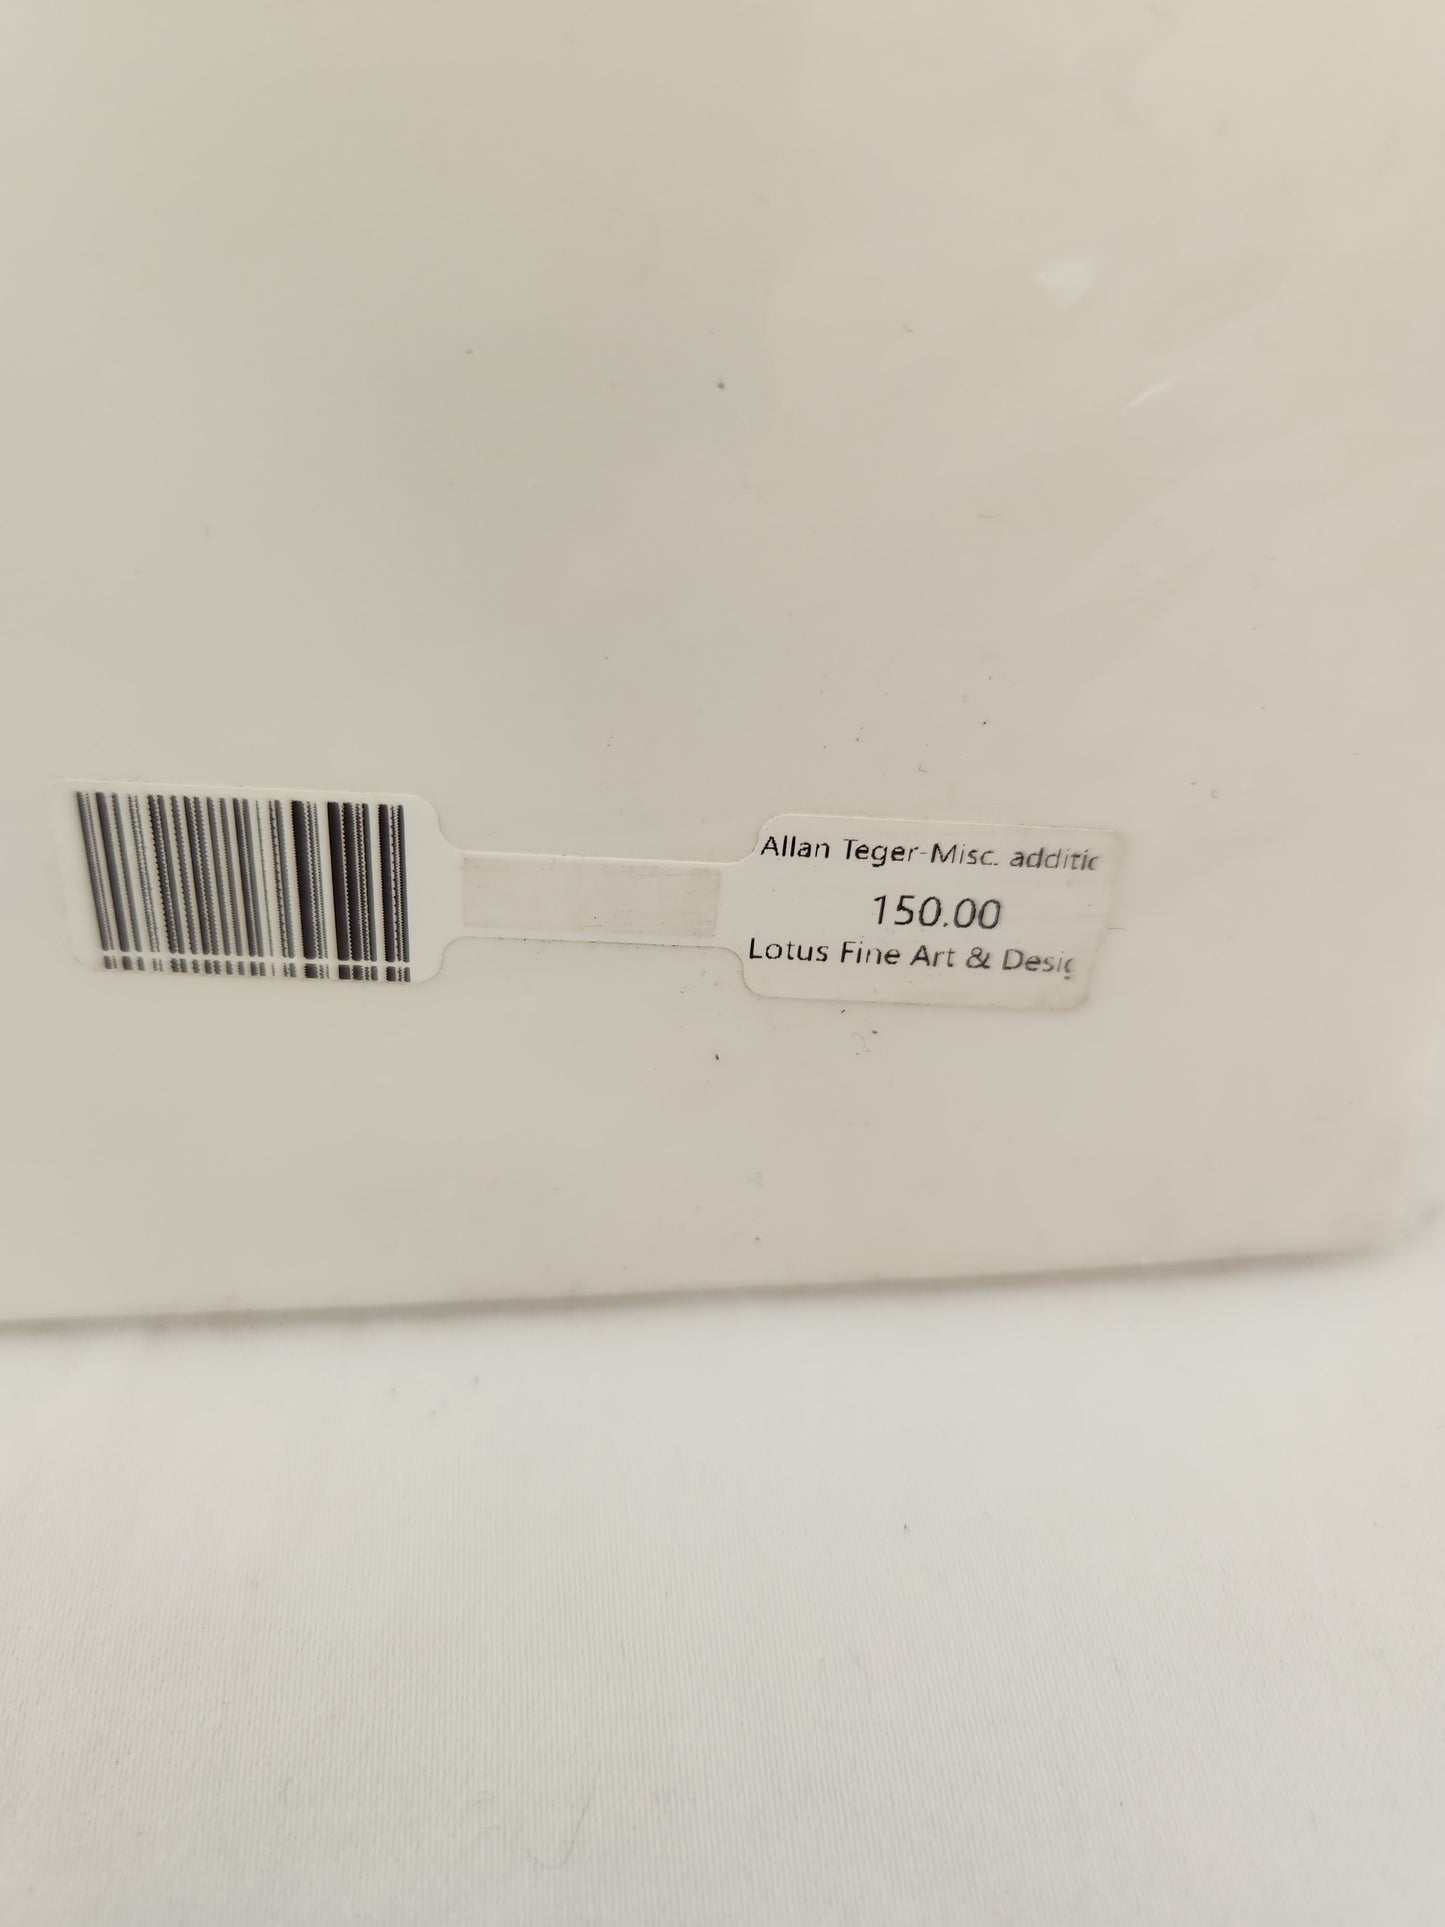 Allan Teger-Misc. additic
150.00
Lotus Fine Art & Desig